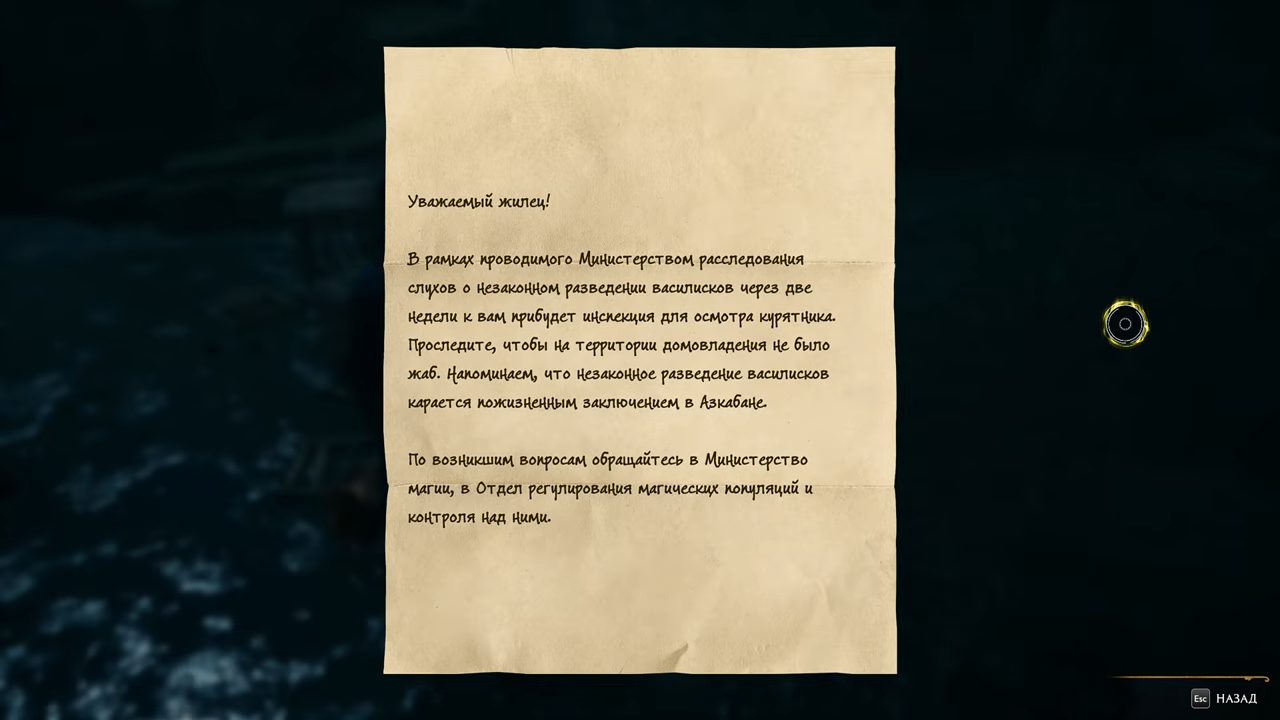 Уважаемый жилец!
В рамках проводимого Министерством расследования
слухов о незаконном разведении василисков через две
недели к вам прибудет инспекция для осмотра курятника.
Проследите, чтобы на территории домовладения не было
жаб. Напоминаем, что незаконное разведение василисков
карается пожизненным заключением в Азкабане.
По возникшим вопросам обращайтесь в Министерство
магии, в Отдел регулирования магических популяций и
контроля над ними.
Esc НАЗАД